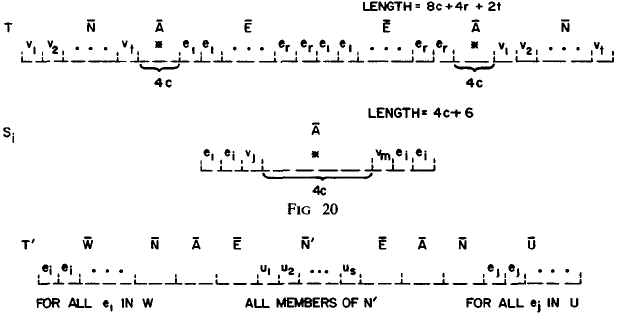 LENGTH = 8c + 4r + 2t
T N̄ Ā Ē Ē Ā N̄
v₁ v₂ • • • vₜ * e₁ e₁ • • • eᵣ eᵣ e₁ e₁ • • • eᵣ eᵣ * v₁ v₂ • • • vₜ
4c 4c
LENGTH = 4c + 6
Ā
Sᵢ
e₁ eᵢ vⱼ * vₘ eᵢ eᵢ
4c
FIG 20
T' W̄ N̄ Ā Ē N̄' Ē Ā N̄ Ū
eᵢ eᵢ • • • u₁ u₂ • • • uₛ eⱼ eⱼ • • •
FOR ALL e₁ IN W ALL MEMBERS OF N' FOR ALL eⱼ IN U